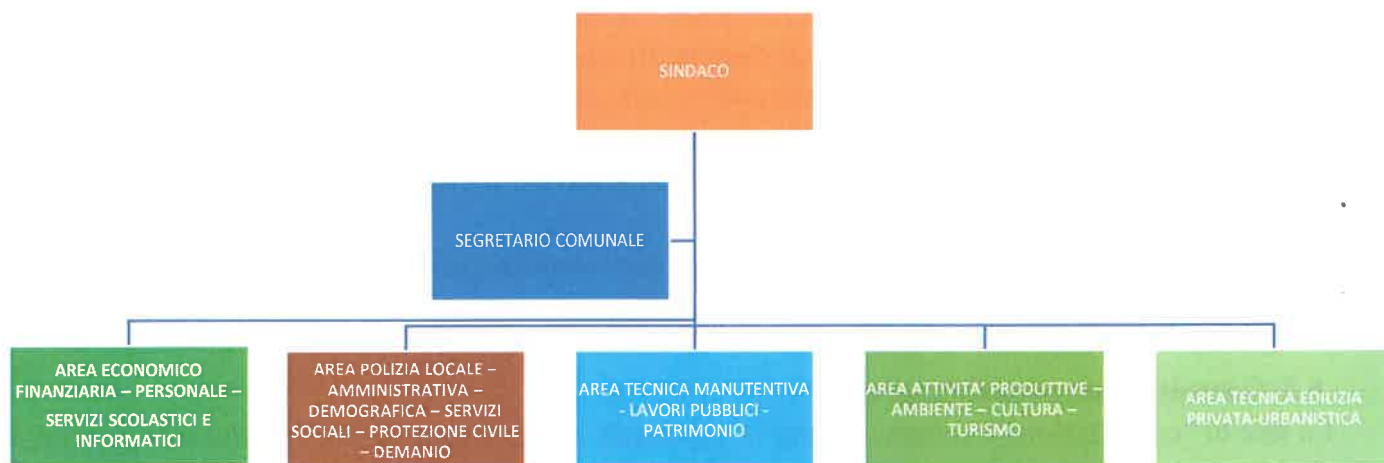 SINDACO
SEGRETARIO COMUNALE
AREA ECONOMICO
FINANZIARIA – PERSONALE –
SERVIZI SCOLASTICI E
INFORMATICI
AREA POLIZIA LOCALE –
AMMINISTRATIVA –
DEMOGRAFICA – SERVIZI
SOCIALI – PROTEZIONE CIVILE
– DEMANIO
AREA TECNICA MANUTENTIVA
- LAVORI PUBBLICI -
PATRIMONIO
AREA ATTIVITA' PRODUTTIVE –
AMBIENTE – CULTURA –
TURISMO
AREA TECNICA EDILIZIA
PRIVATA-URBANISTICA